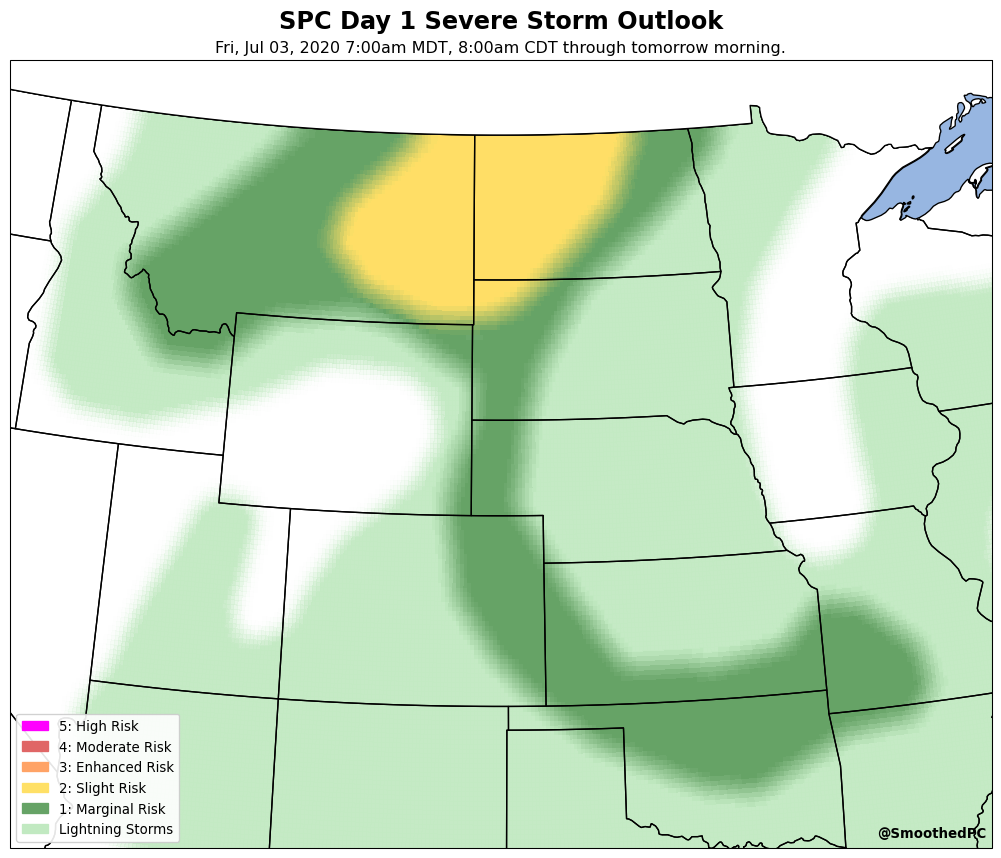 SPC Day 1 Severe Storm Outlook
Fri, Jul 03, 2020 7:00am MDT, 8:00am CDT through tomorrow morning.
5: High Risk
4: Moderate Risk
3: Enhanced Risk
2: Slight Risk
1: Marginal Risk
Lightning Storms
@SmoothedPC